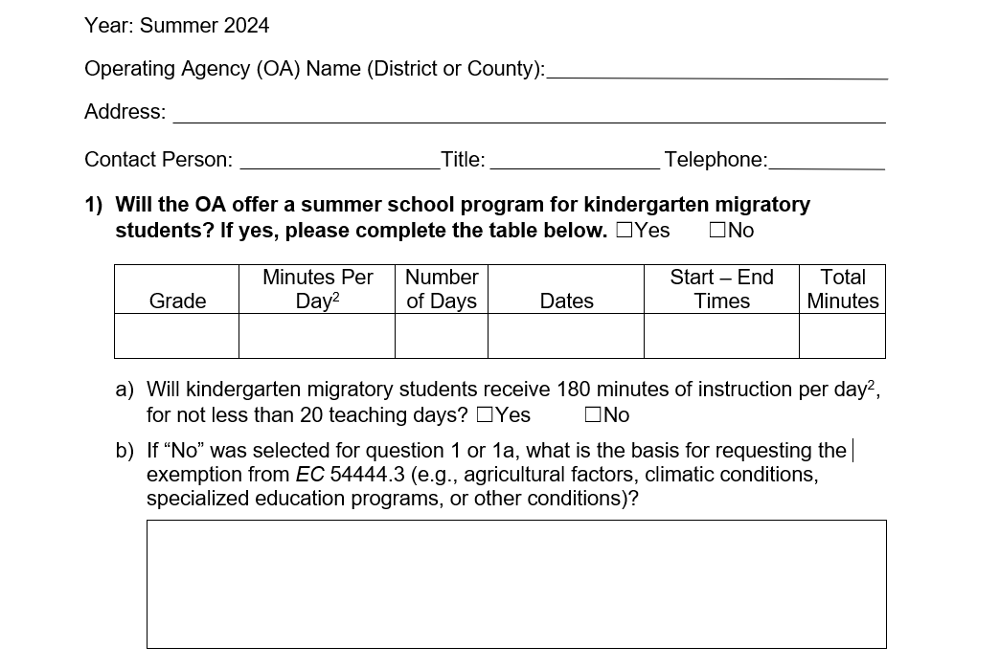 Year: Summer 2024
Operating Agency (OA) Name (District or County):
Address:
Contact Person: Title: Telephone:
1) Will the OA offer a summer school program for kindergarten migratory
students? If yes, please complete the table below. ☐Yes ☐No
Grade Minutes Per Day² Number of Days Dates Start – End Times Total Minutes
a) Will kindergarten migratory students receive 180 minutes of instruction per day²,
for not less than 20 teaching days? ☐Yes ☐No
b) If “No” was selected for question 1 or 1a, what is the basis for requesting the
exemption from EC 54444.3 (e.g., agricultural factors, climatic conditions,
specialized education programs, or other conditions)?